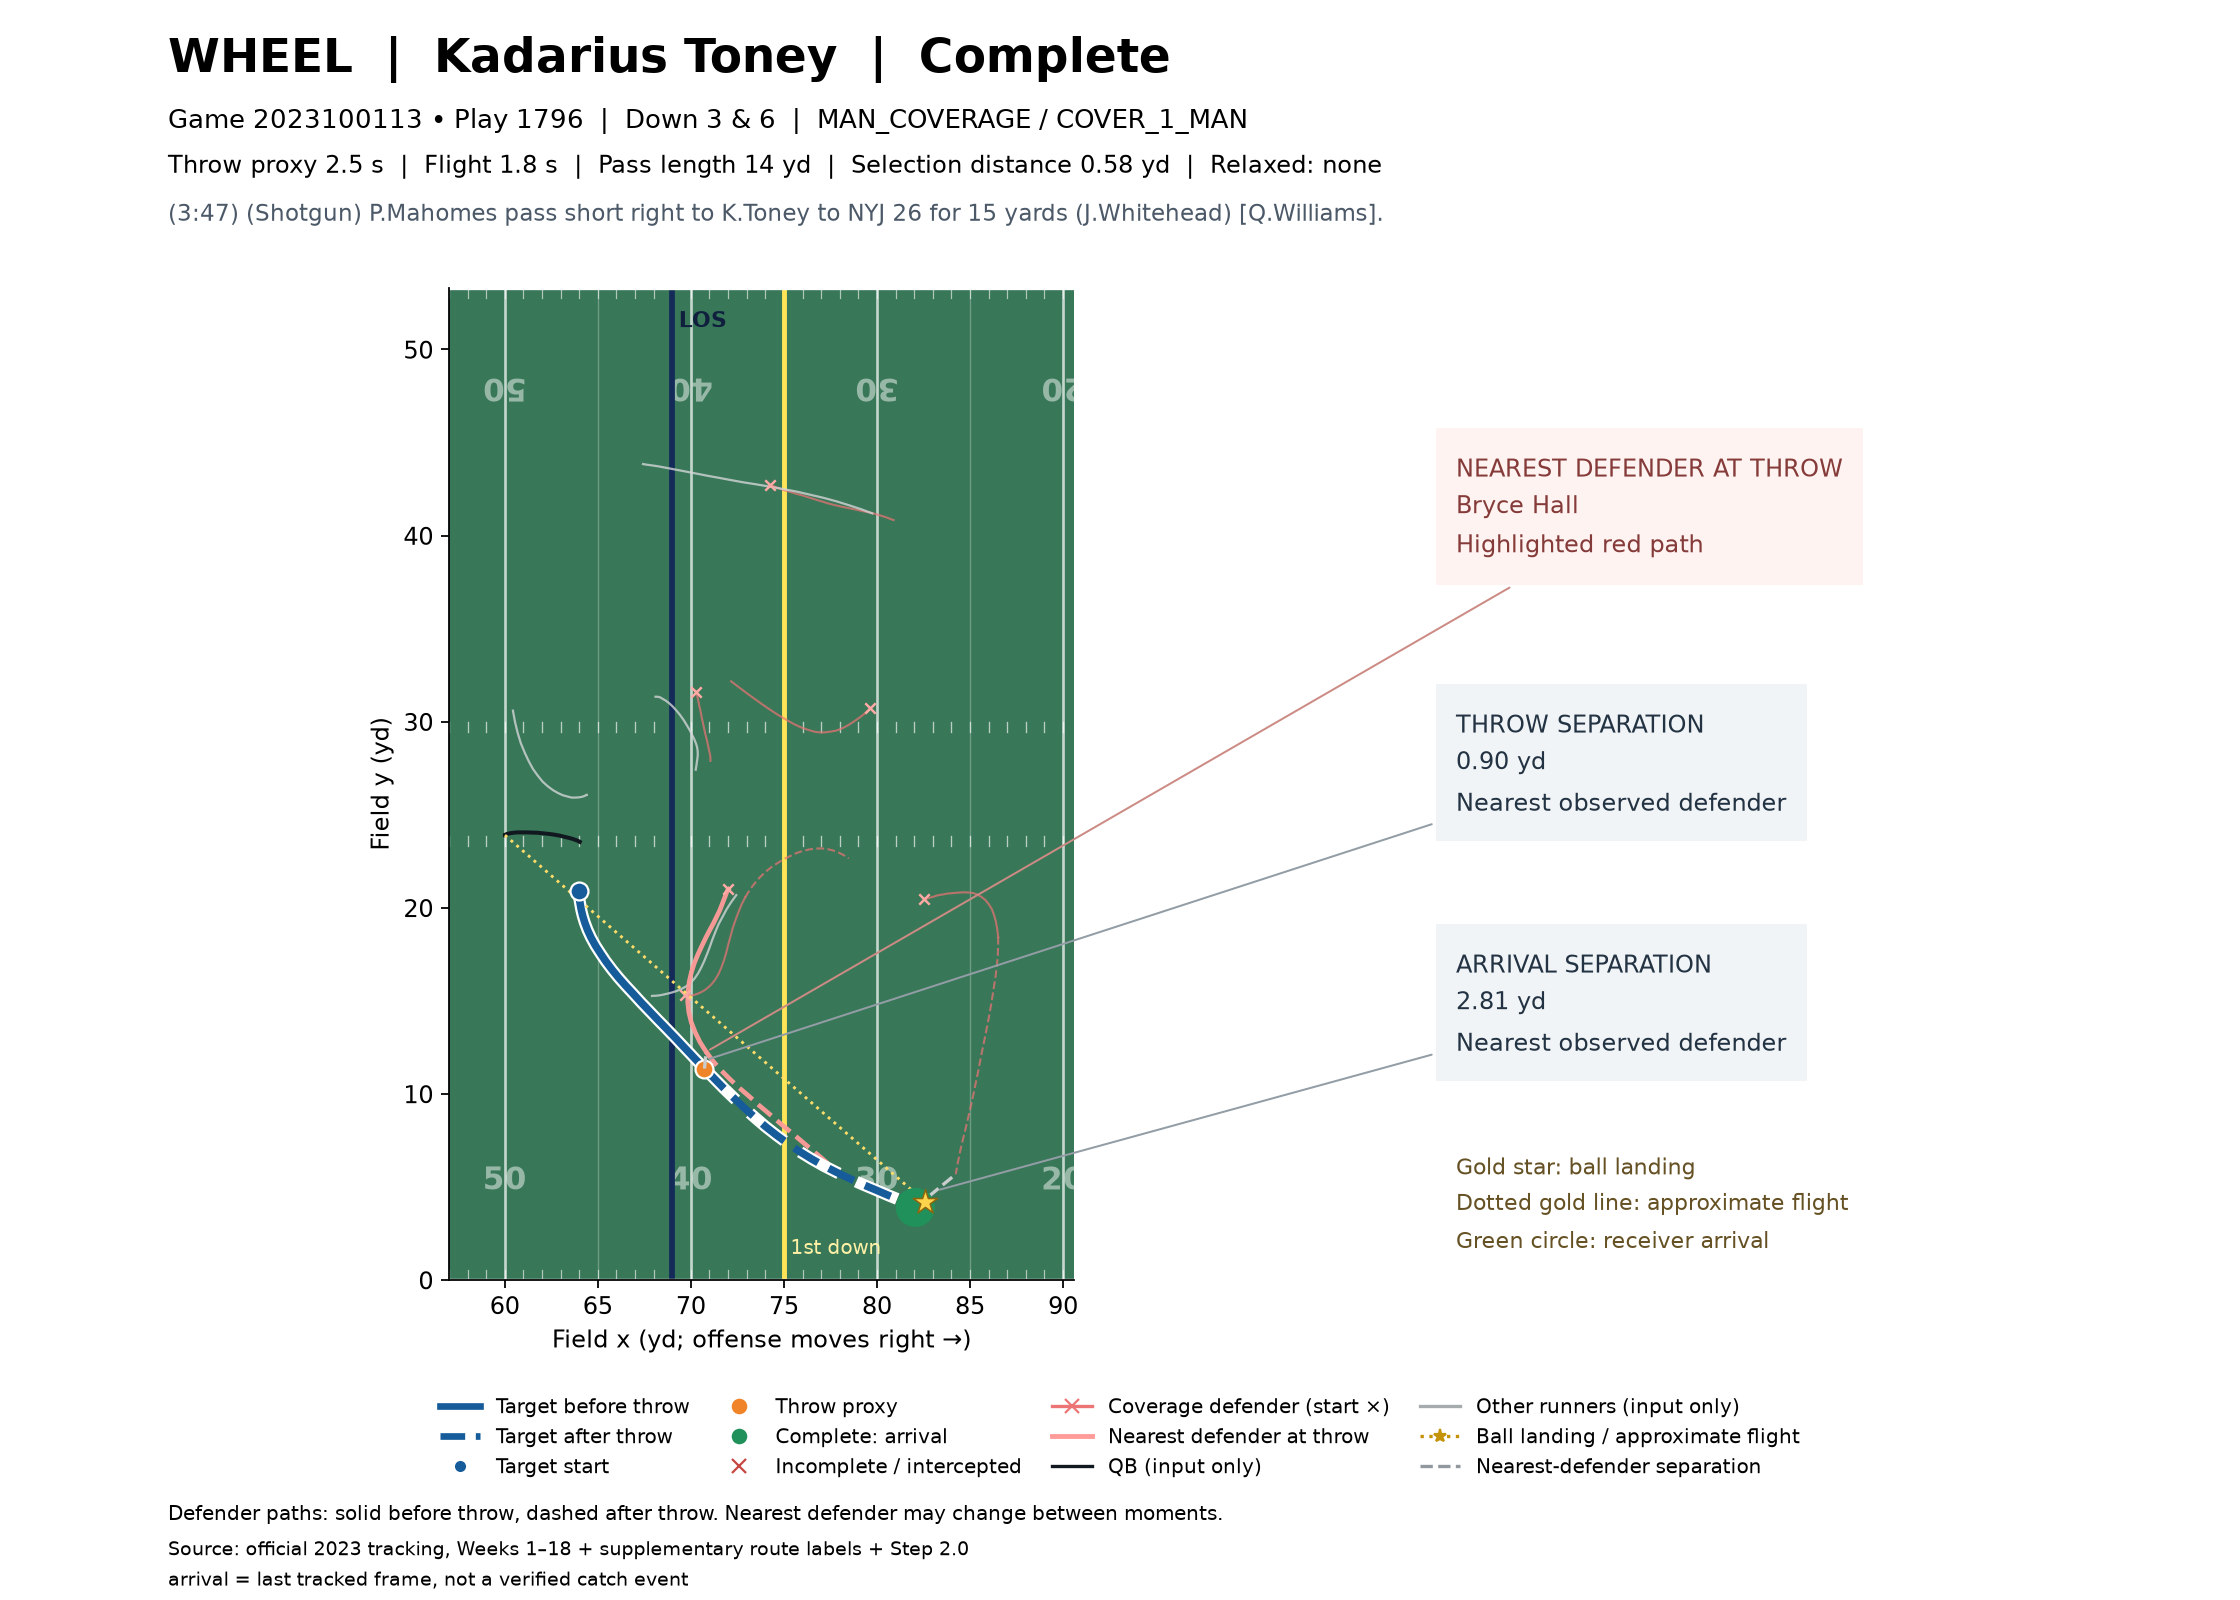 WHEEL | Kadarius Toney | Complete
Game 2023100113 • Play 1796 | Down 3 & 6 | MAN_COVERAGE / COVER_1_MAN
Throw proxy 2.5 s | Flight 1.8 s | Pass length 14 yd | Selection distance 0.58 yd | Relaxed: none
(3:47) (Shotgun) P.Mahomes pass short right to K.Toney to NYJ 26 for 15 yards (J.Whitehead) [Q.Williams].
LOS
50 40 30 20
50
40
30
20
10
0
Field y (yd)
50 40 30 20
1st down
60 65 70 75 80 85 90
Field x (yd; offense moves right →)
NEAREST DEFENDER AT THROW
Bryce Hall
Highlighted red path
THROW SEPARATION
0.90 yd
Nearest observed defender
ARRIVAL SEPARATION
2.81 yd
Nearest observed defender
Gold star: ball landing
Dotted gold line: approximate flight
Green circle: receiver arrival
Target before throw
Target after throw
Target start
Throw proxy
Complete: arrival
Incomplete / intercepted
Coverage defender (start ×)
Nearest defender at throw
QB (input only)
Other runners (input only)
Ball landing / approximate flight
Nearest-defender separation
Defender paths: solid before throw, dashed after throw. Nearest defender may change between moments.
Source: official 2023 tracking, Weeks 1–18 + supplementary route labels + Step 2.0
arrival = last tracked frame, not a verified catch event